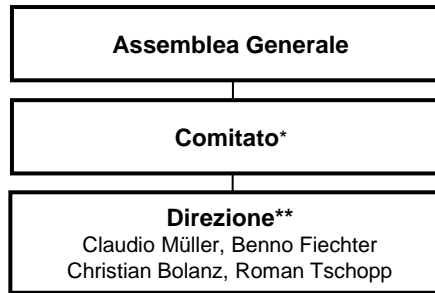 Assemblea Generale
Comitato*
Direzione**
Claudio Müller, Benno Fiechter
Christian Bolanz, Roman Tschopp